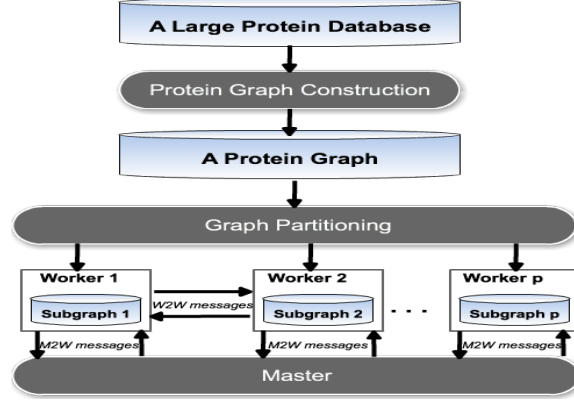 A Large Protein Database
Protein Graph Construction
A Protein Graph
Graph Partitioning
Worker 1
Worker 2
Worker p
W2W messages
Subgraph 1
Subgraph 2
. . .
Subgraph p
M2W messages
M2W messages
M2W messages
Master